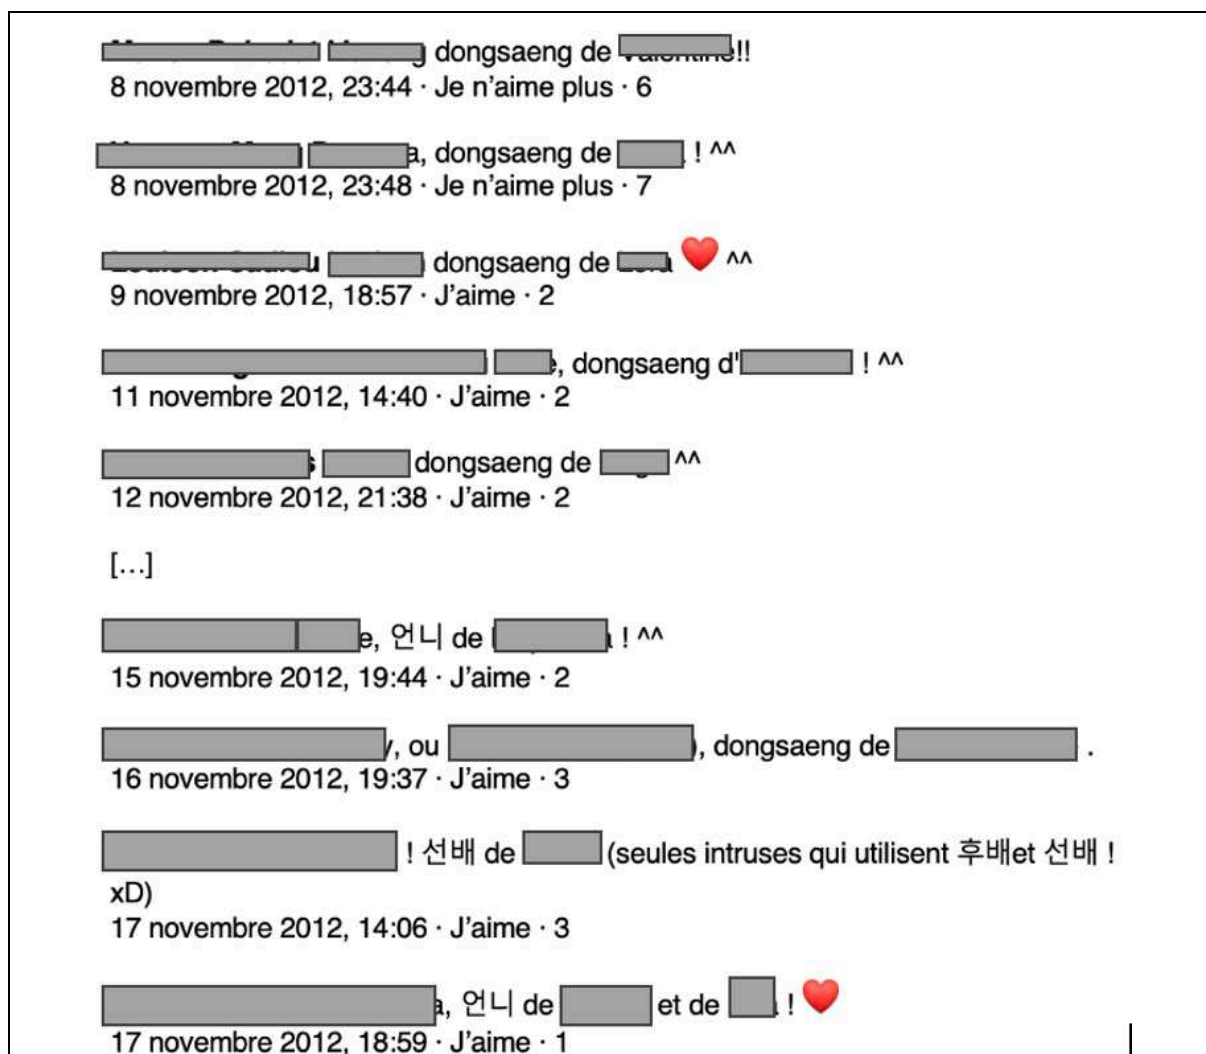 dongsaeng de !!
8 novembre 2012, 23:44 · Je n'aime plus · 6
a, dongsaeng de ! ^^
8 novembre 2012, 23:48 · Je n'aime plus · 7
dongsaeng de ❤️ ^^
9 novembre 2012, 18:57 · J'aime · 2
, dongsaeng d' ! ^^
11 novembre 2012, 14:40 · J'aime · 2
dongsaeng de ^^
12 novembre 2012, 21:38 · J'aime · 2
[…]
e, 언니 de ! ^^
15 novembre 2012, 19:44 · J'aime · 2
, ou ), dongsaeng de .
16 novembre 2012, 19:37 · J'aime · 3
! 선배 de (seules intruses qui utilisent 후배et 선배 !
xD)
17 novembre 2012, 14:06 · J'aime · 3
a, 언니 de et de ! ❤️
17 novembre 2012, 18:59 · J'aime · 1